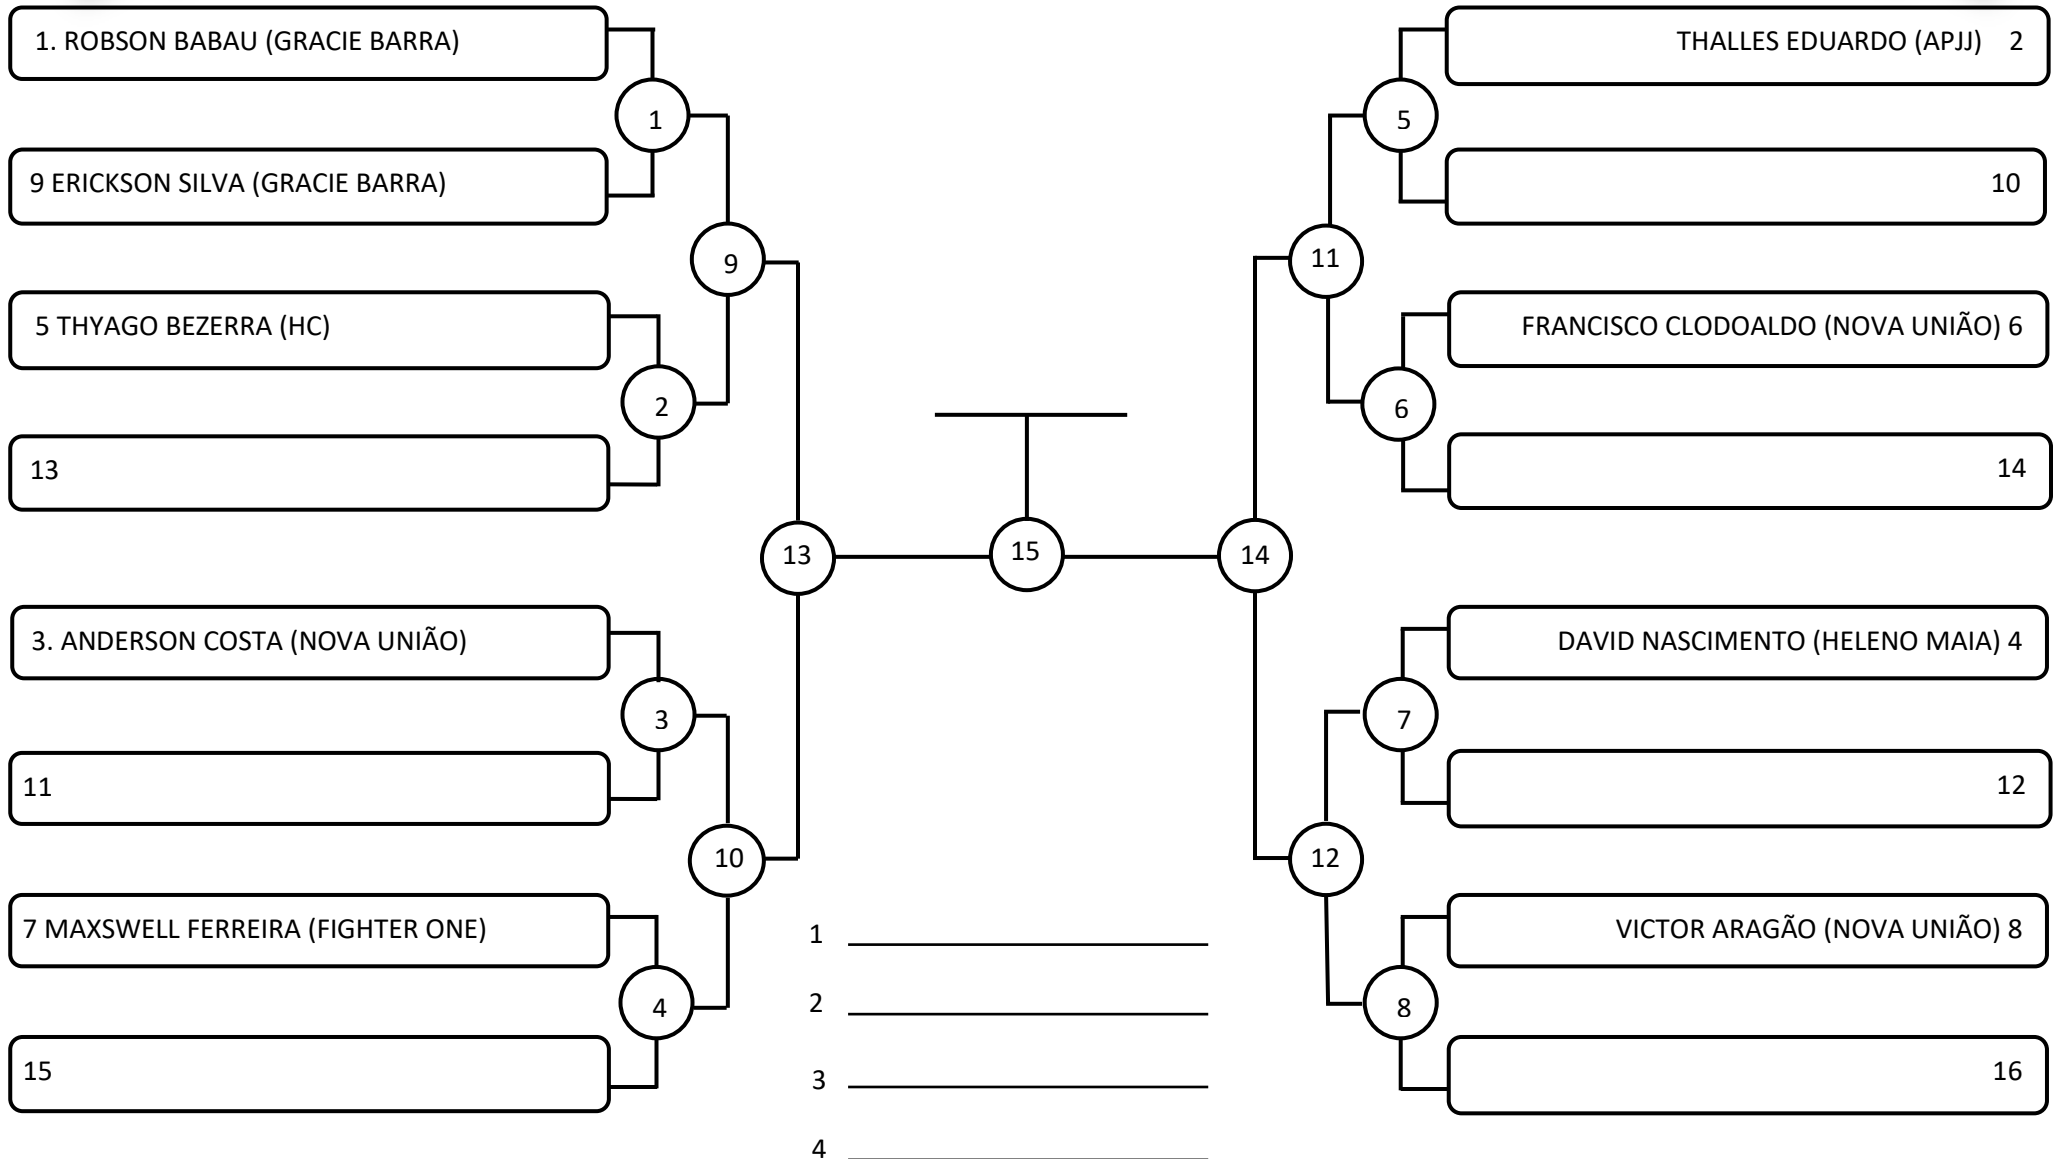 1. ROBSON BABAU (GRACIE BARRA)
1
9 ERICKSON SILVA (GRACIE BARRA)
9
5 THYAGO BEZERRA (HC)
2
13
13
3. ANDERSON COSTA (NOVA UNIÃO)
3
11
10
7 MAXSWELL FERREIRA (FIGHTER ONE)
4
15
15
1
2
3
4
THALLES EDUARDO (APJJ) 2
5
10
11
FRANCISCO CLODOALDO (NOVA UNIÃO) 6
6
14
14
DAVID NASCIMENTO (HELENO MAIA) 4
7
12
12
VICTOR ARAGÃO (NOVA UNIÃO) 8
8
16